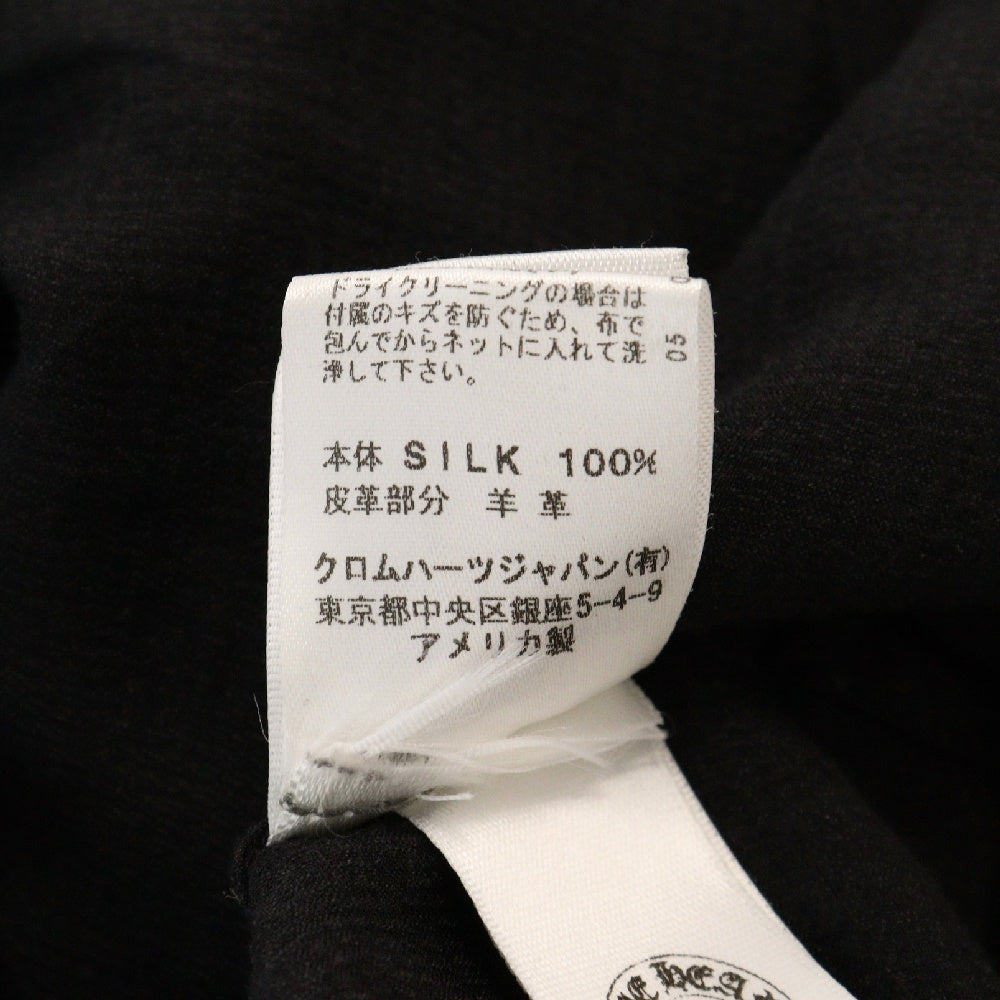 ドライクリーニングの場合は
付属のキズを防ぐため、布で
包んでからネットに入れて洗
浄して下さい。
05
本体 SILK 100%
皮革部分 羊革
クロムハーツジャパン(有)
東京都中央区銀座5-4-9
アメリカ製